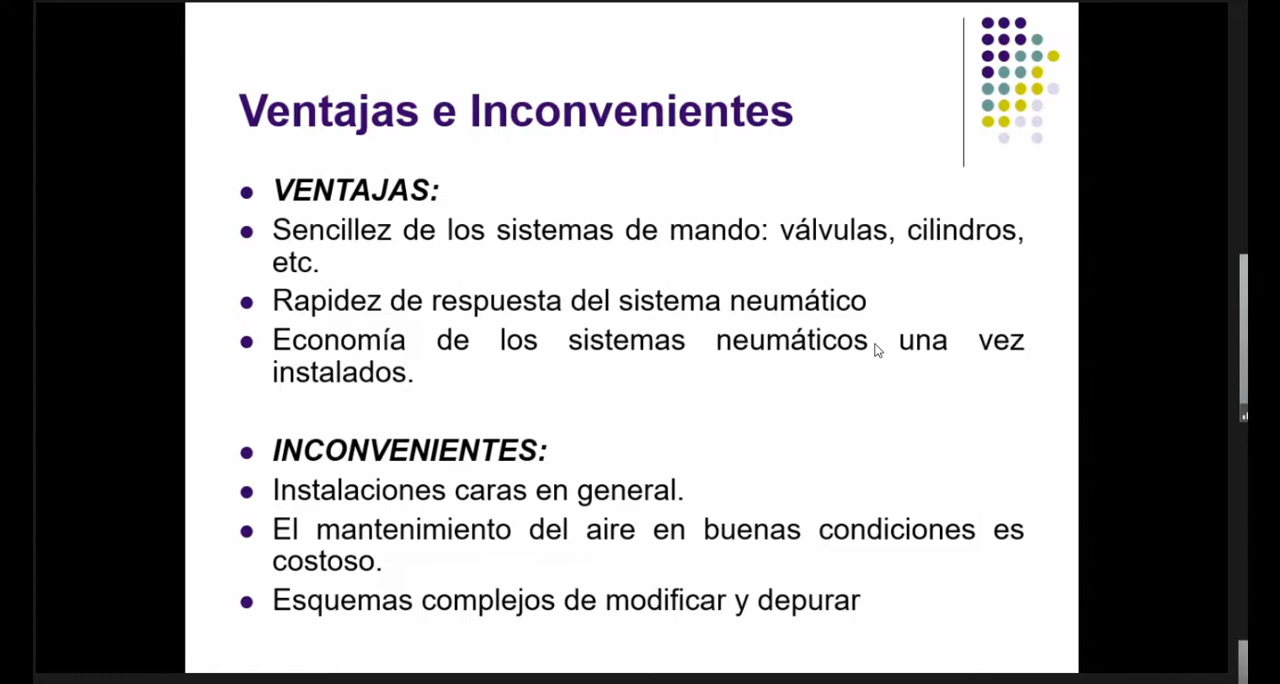 Ventajas e Inconvenientes
VENTAJAS:
Sencillez de los sistemas de mando: válvulas, cilindros,
etc.
Rapidez de respuesta del sistema neumático
Economía de los sistemas neumáticos una vez
instalados.
INCONVENIENTES:
Instalaciones caras en general.
El mantenimiento del aire en buenas condiciones es
costoso.
Esquemas complejos de modificar y depurar